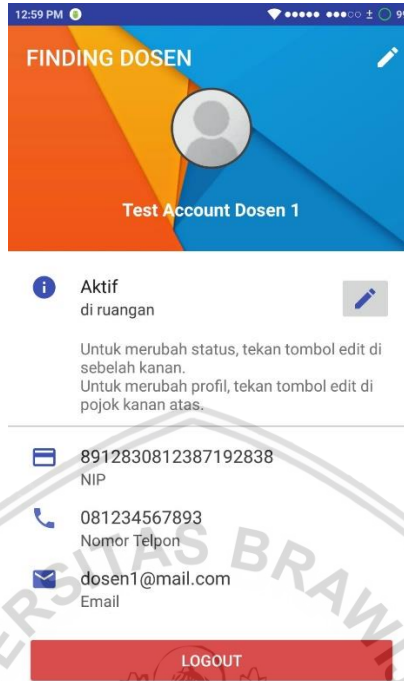 12:59 PM
FINDING DOSEN
Test Account Dosen 1
Aktif
di ruangan
Untuk merubah status, tekan tombol edit di
sebelah kanan.
Untuk merubah profil, tekan tombol edit di
pojok kanan atas.
8912830812387192838
NIP
081234567893
Nomor Telpon
dosen1@mail.com
Email
LOGOUT
ERSITAS BRAWI